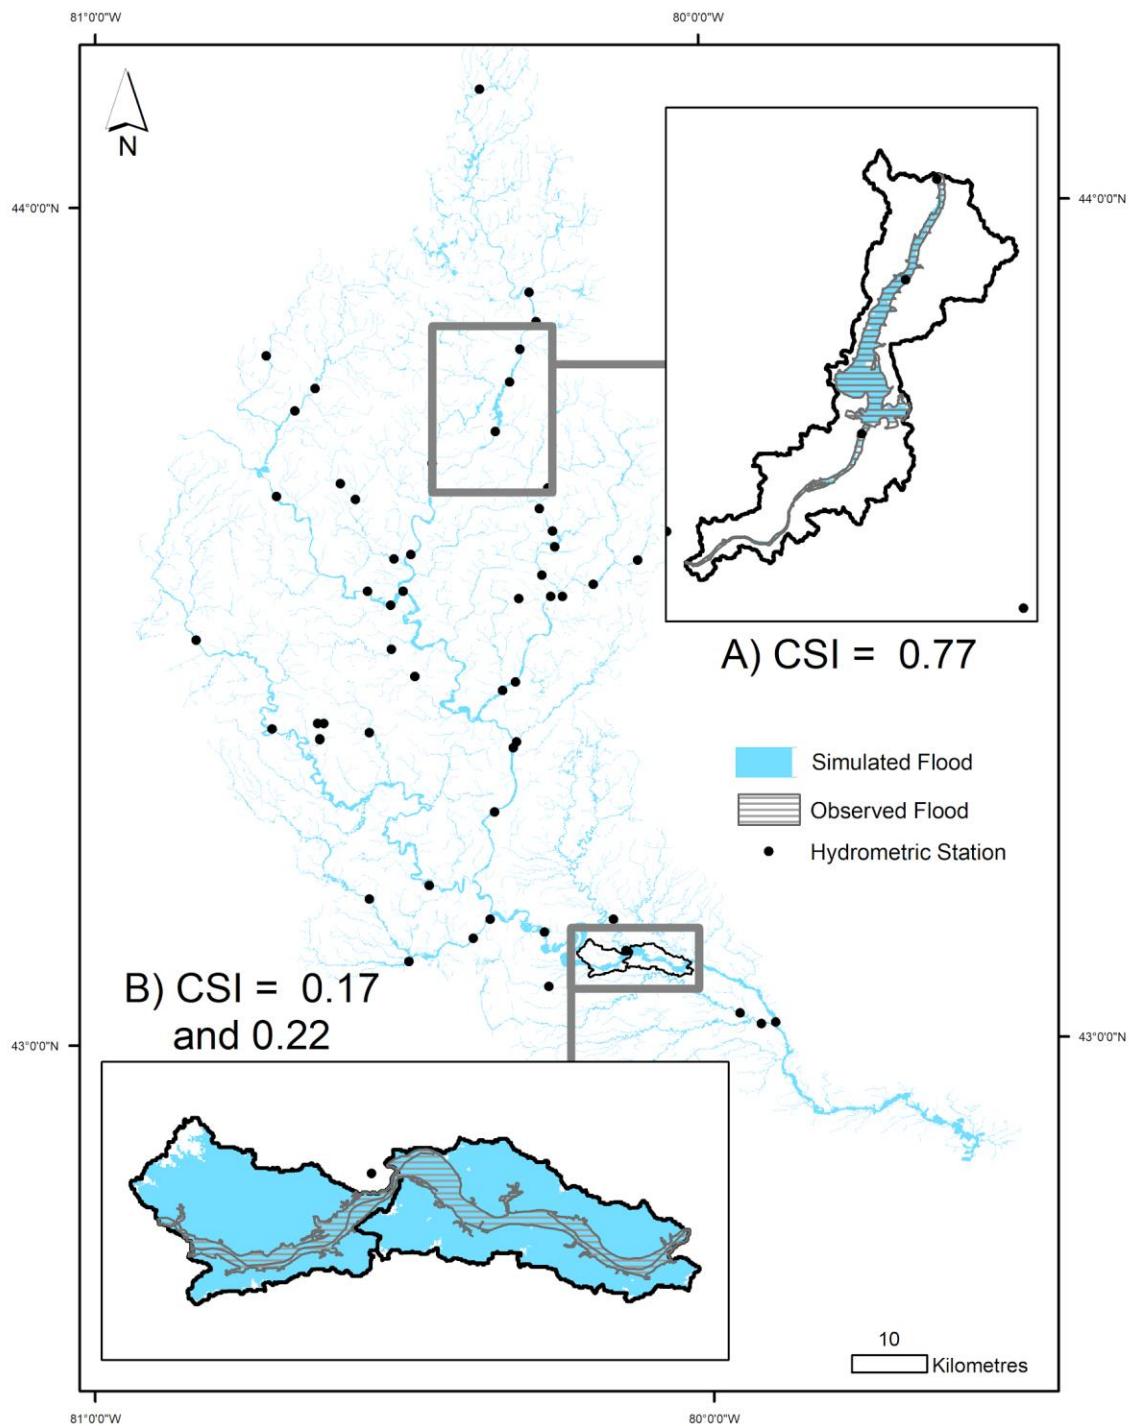 81°0'0"W
80°0'0"W
N
44°0'0"N
44°0'0"N
A) CSI = 0.77
Simulated Flood
Observed Flood
Hydrometric Station
B) CSI = 0.17
and 0.22
43°0'0"N
43°0'0"N
10
Kilometres
81°0'0"W
80°0'0"W